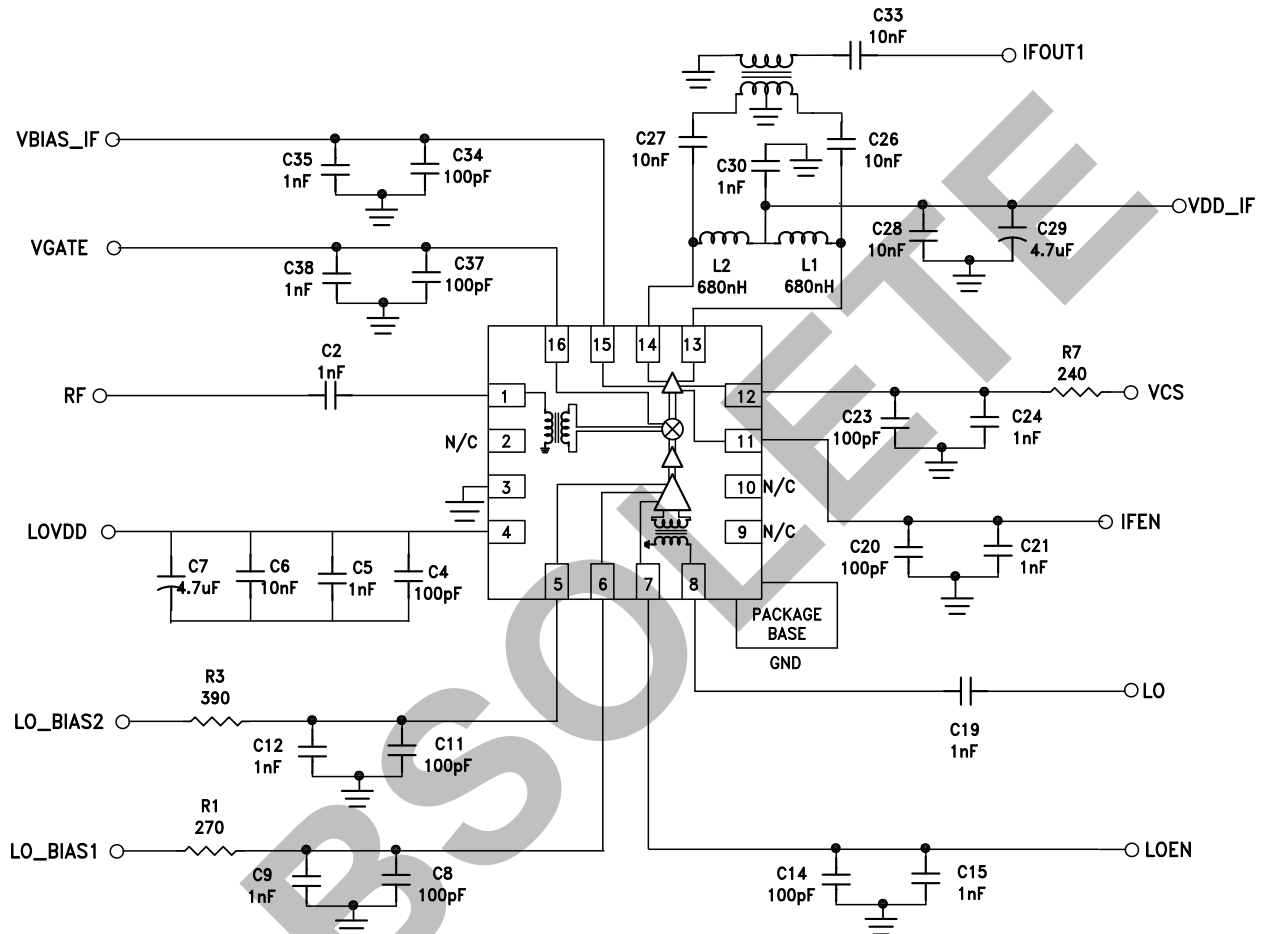 C33
10nF
IFOUT1
VBIAS_IF
C35
1nF
C34
100pF
C27
10nF
C30
1nF
C26
10nF
VDD_IF
C28
10nF
C29
4.7uF
VGATE
C38
1nF
C37
100pF
L2
680nH
L1
680nH
16
15
14
13
C2
1nF
RF
1
N/C
2
3
4
12
11
10
N/C
9
N/C
R7
240
VCS
C23
100pF
C24
1nF
IFEN
C20
100pF
C21
1nF
LOVDD
C7
4.7uF
C6
10nF
C5
1nF
C4
100pF
5
6
7
8
PACKAGE
BASE
GND
R3
390
LO_BIAS2
C12
1nF
C11
100pF
LO
C19
1nF
R1
270
LO_BIAS1
C9
1nF
C8
100pF
LOEN
C14
100pF
C15
1nF
BSOLETE